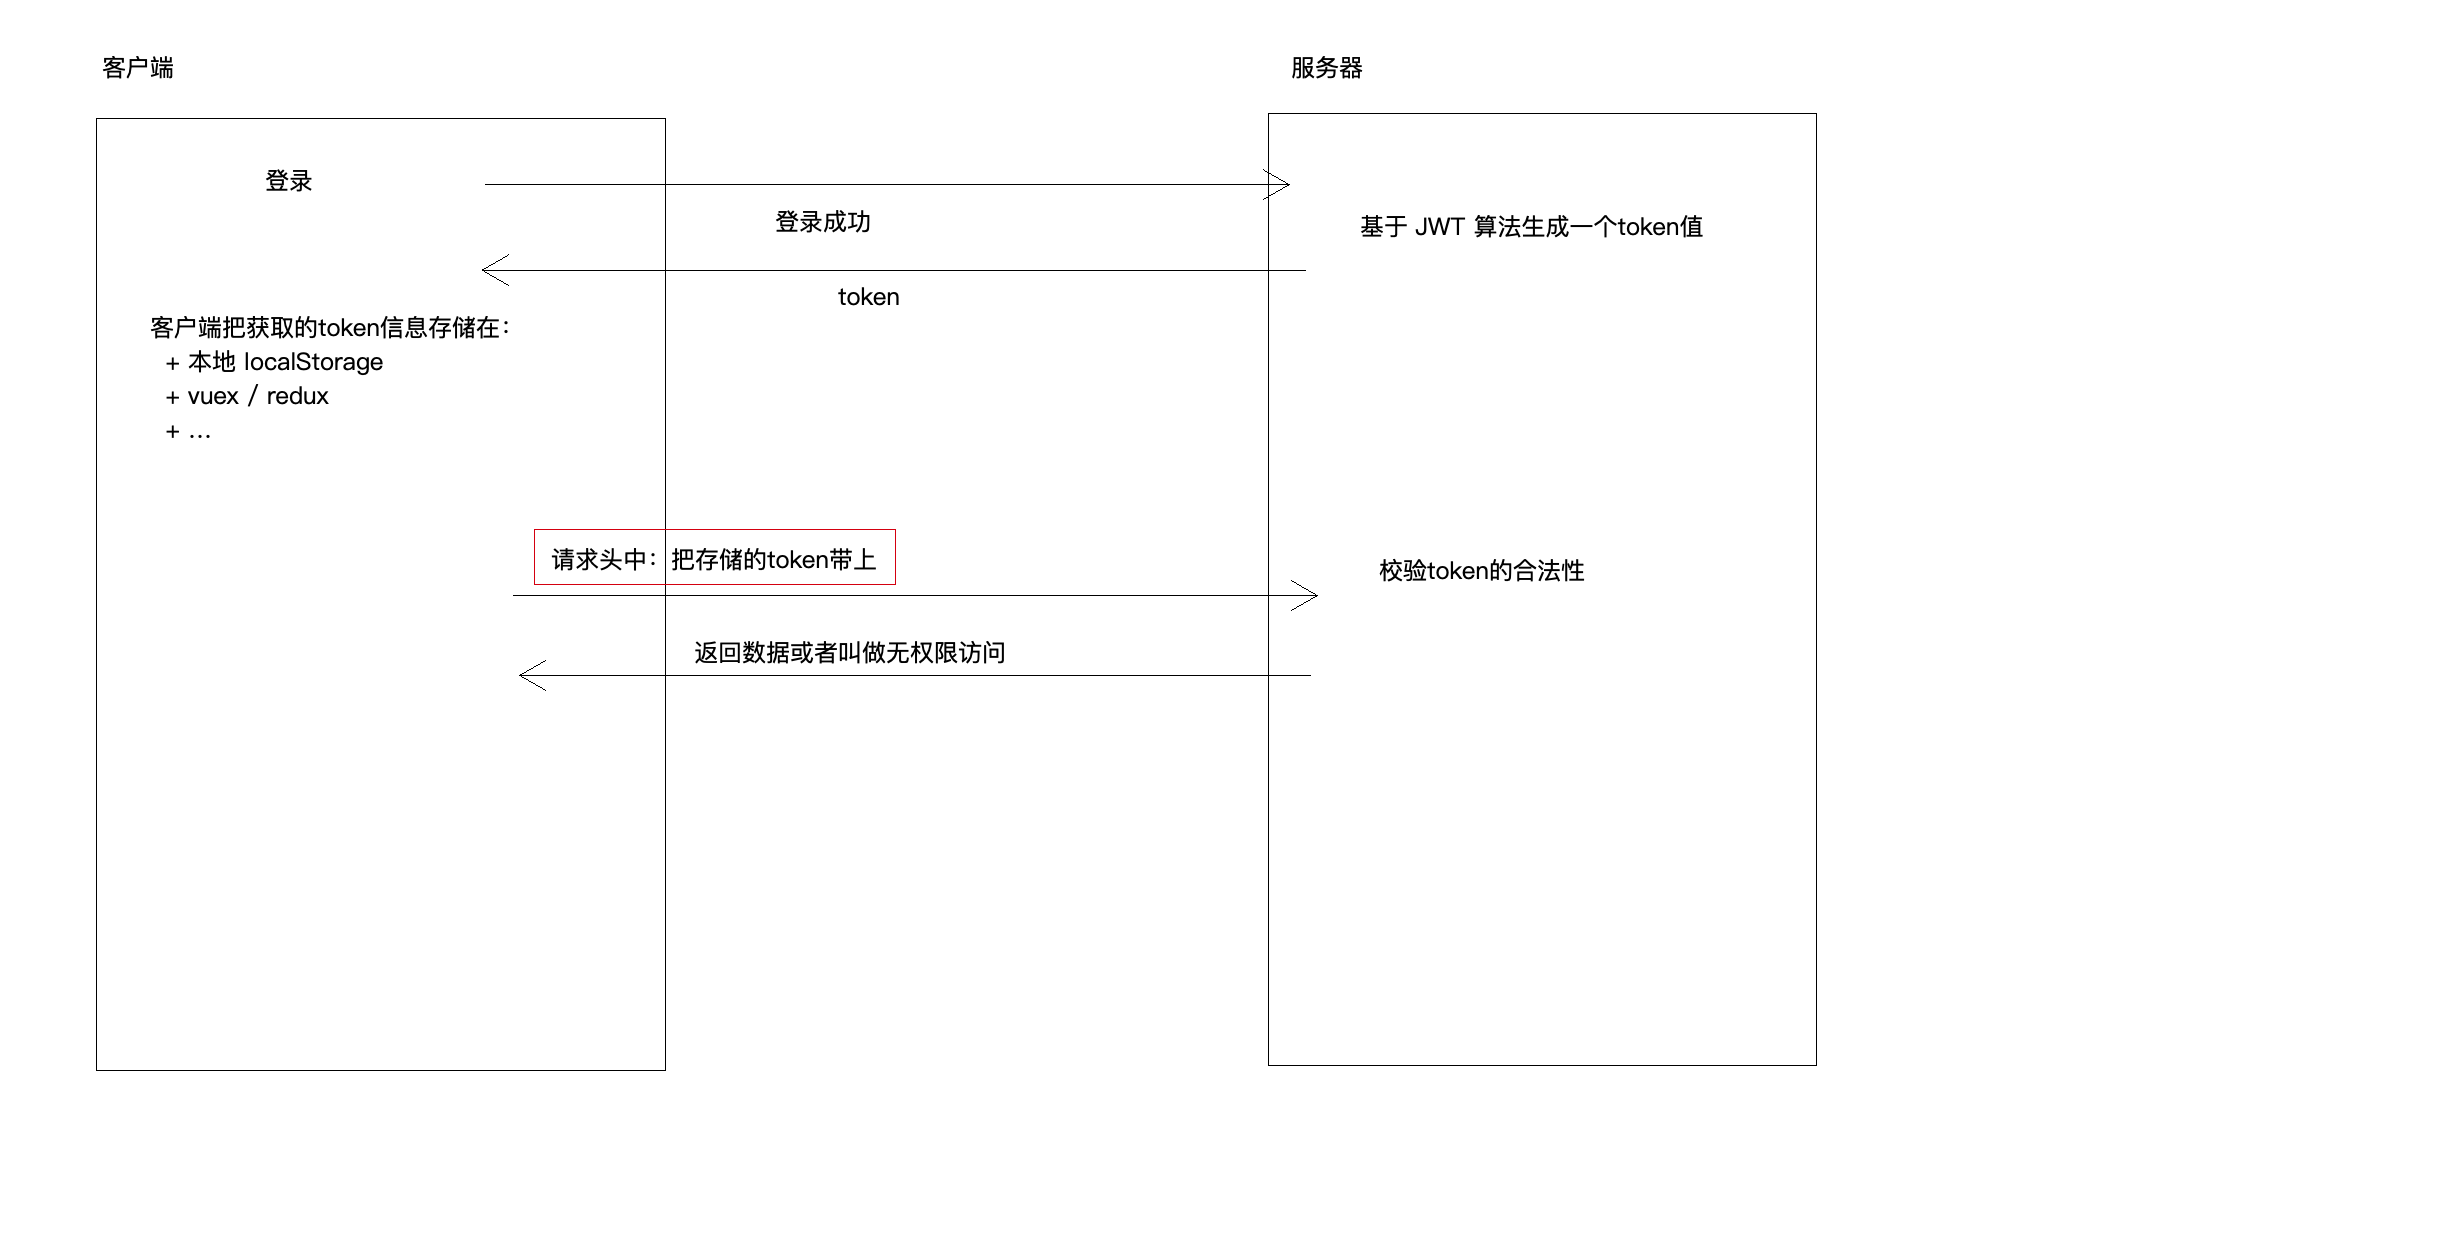 客户端
服务器
登录
登录成功
基于 JWT 算法生成一个token值
token
客户端把获取的token信息存储在：
+ 本地 localStorage
+ vuex / redux
+ ...
请求头中：把存储的token带上
校验token的合法性
返回数据或者叫做无权限访问